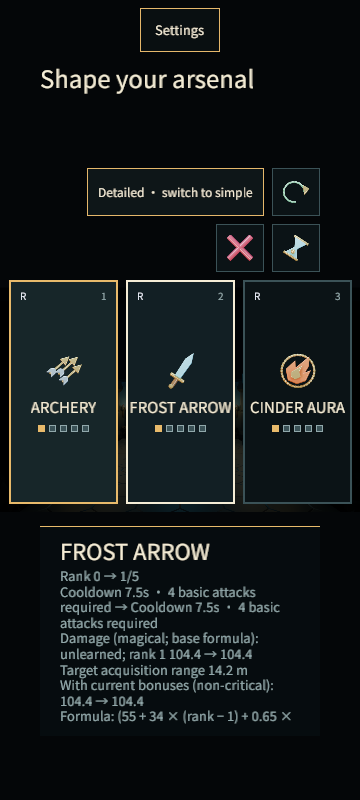 Settings
Shape your arsenal
Detailed • switch to simple
R 1
R 2
R 3
ARCHERY
FROST ARROW
CINDER AURA
FROST ARROW
Rank 0 → 1/5
Cooldown 7.5s • 4 basic attacks
required → Cooldown 7.5s • 4 basic
attacks required
Damage (magical; base formula):
unlearned; rank 1 104.4 → 104.4
Target acquisition range 14.2 m
With current bonuses (non-critical):
104.4 → 104.4
Formula: (55 + 34 × (rank − 1) + 0.65 ×